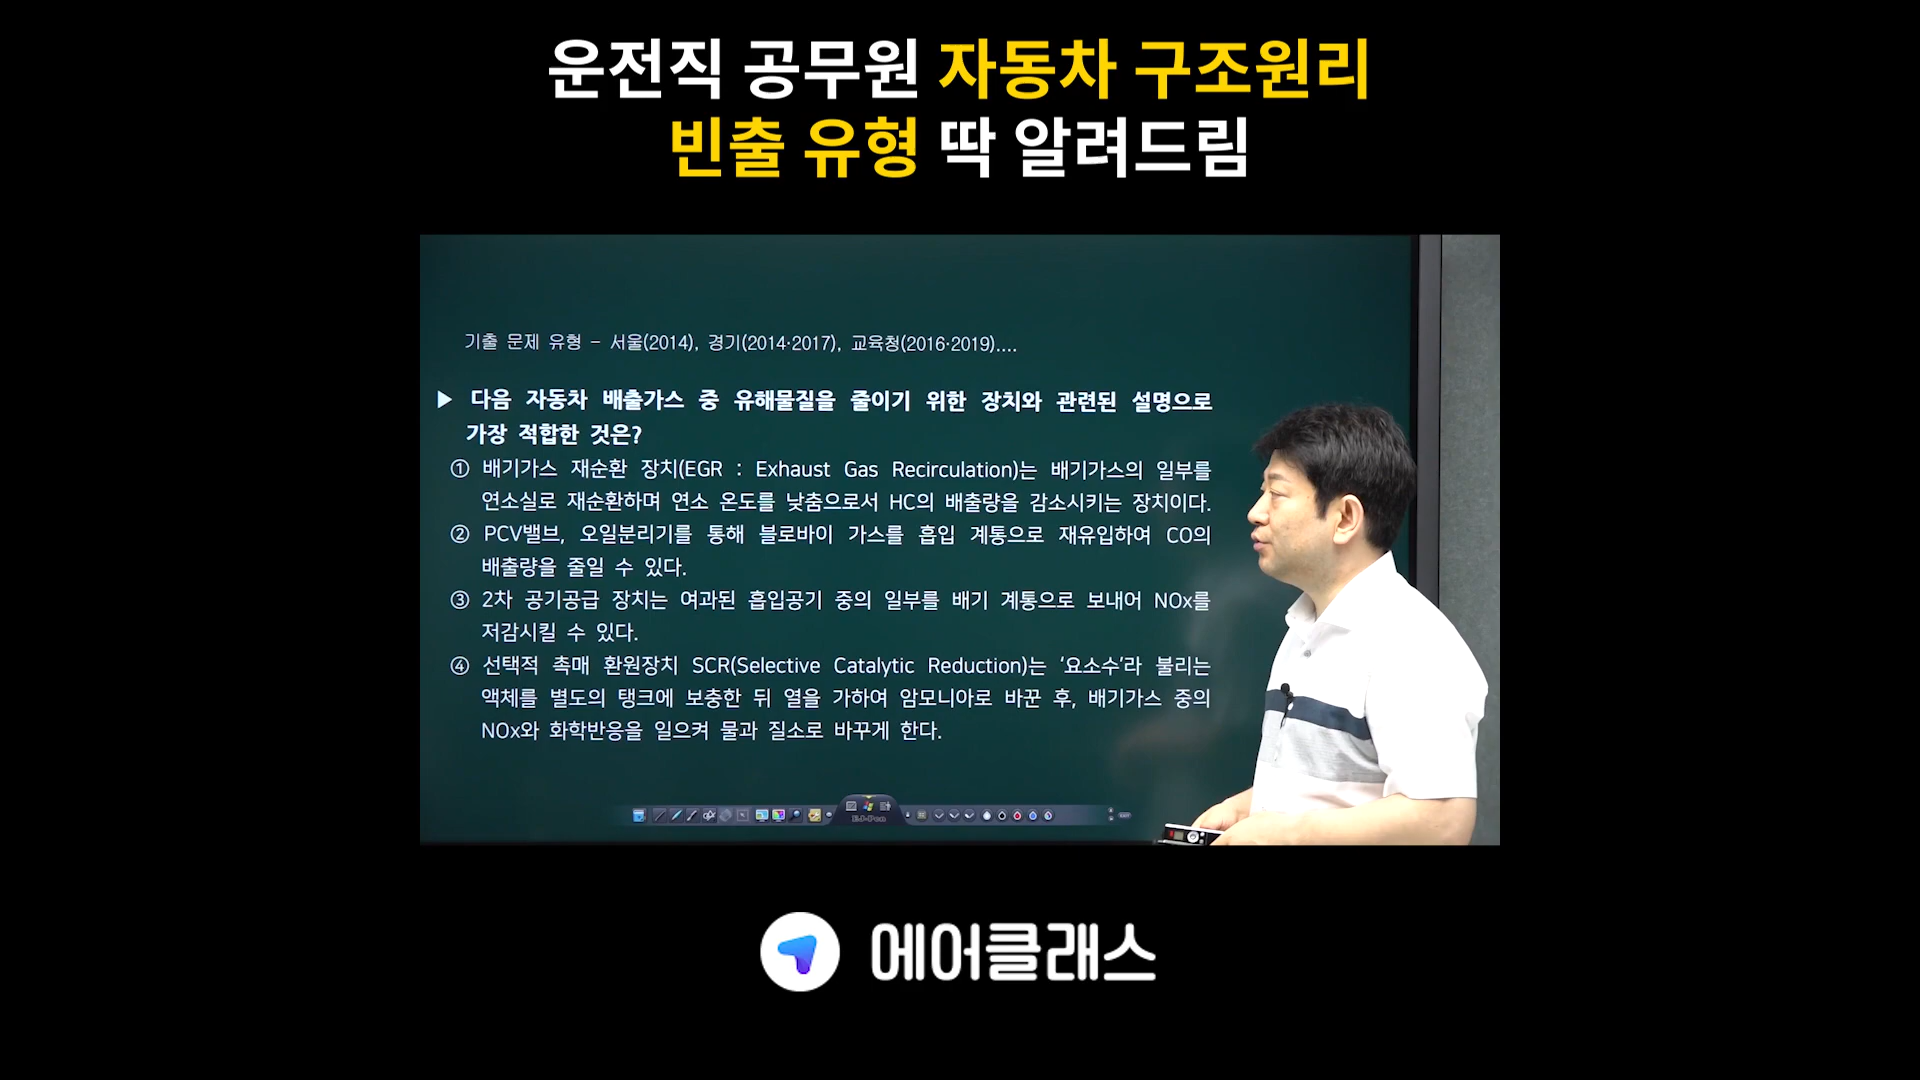 운전직 공무원 자동차 구조원리
빈출 유형 딱 알려드림
기출 문제 유형 - 서울(2014), 경기(2014·2017), 교육청(2016·2019)....
▶ 다음 자동차 배출가스 중 유해물질을 줄이기 위한 장치와 관련된 설명으로
가장 적합한 것은?
① 배기가스 재순환 장치(EGR : Exhaust Gas Recirculation)는 배기가스의 일부를
연소실로 재순환하며 연소 온도를 낮춤으로서 HC의 배출량을 감소시키는 장치이다.
② PCV밸브, 오일분리기를 통해 블로바이 가스를 흡입 계통으로 재유입하여 CO의
배출량을 줄일 수 있다.
③ 2차 공기공급 장치는 여과된 흡입공기 중의 일부를 배기 계통으로 보내어 NOx를
저감시킬 수 있다.
④ 선택적 촉매 환원장치 SCR(Selective Catalytic Reduction)는 ‘요소수’라 불리는
액체를 별도의 탱크에 보충한 뒤 열을 가하여 암모니아로 바꾼 후, 배기가스 중의
NOx와 화학반응을 일으켜 물과 질소로 바꾸게 한다.
에어클래스